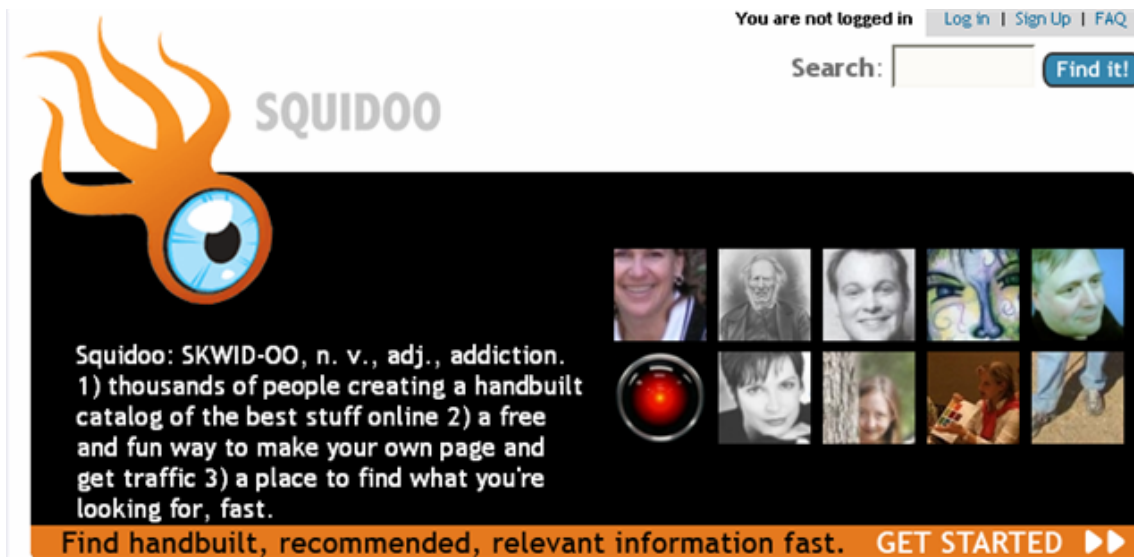 You are not logged in Log in | Sign Up | FAQ
Search: Find it!
SQUIDOO
Squidoo: SKWID-OO, n. v., adj., addiction.
1) thousands of people creating a handbuilt
catalog of the best stuff online 2) a free
and fun way to make your own page and
get traffic 3) a place to find what you're
looking for, fast.
Find handbuilt, recommended, relevant information fast. GET STARTED